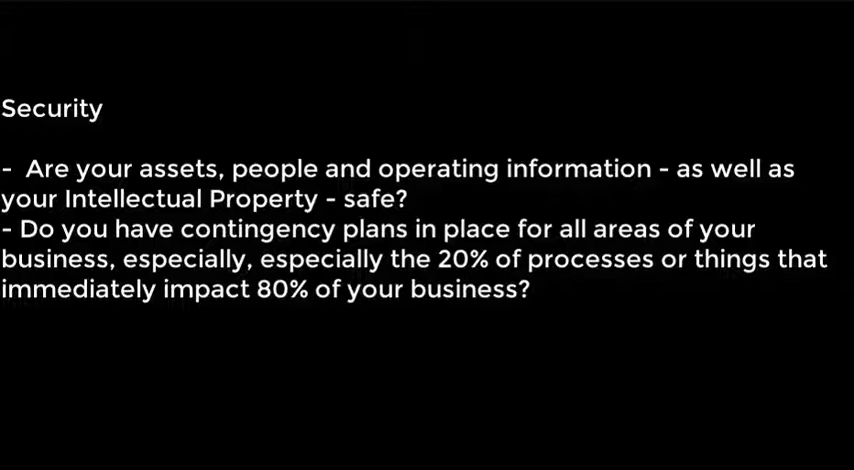 Security
- Are your assets, people and operating information - as well as
your Intellectual Property - safe?
- Do you have contingency plans in place for all areas of your
business, especially, especially the 20% of processes or things that
immediately impact 80% of your business?